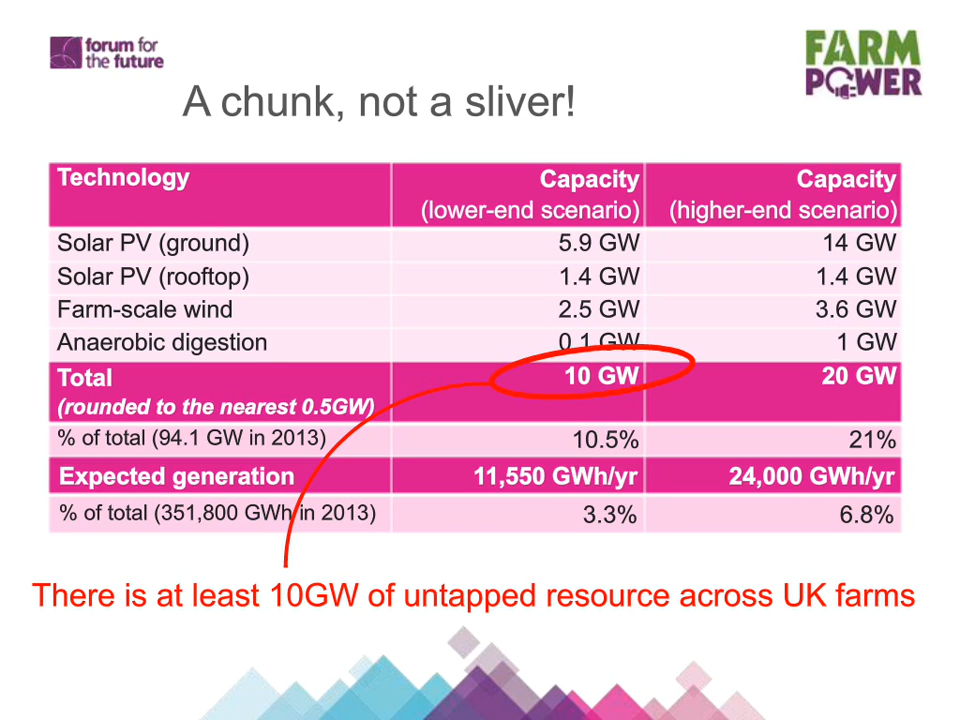 forum for
the future
FARM
POWER
A chunk, not a sliver!
Technology Capacity Capacity
(lower-end scenario) (higher-end scenario)
Solar PV (ground) 5.9 GW 14 GW
Solar PV (rooftop) 1.4 GW 1.4 GW
Farm-scale wind 2.5 GW 3.6 GW
Anaerobic digestion 0.1 GW 1 GW
Total 10 GW 20 GW
(rounded to the nearest 0.5GW)
% of total (94.1 GW in 2013) 10.5% 21%
Expected generation 11,550 GWh/yr 24,000 GWh/yr
% of total (351,800 GWh in 2013) 3.3% 6.8%
There is at least 10GW of untapped resource across UK farms